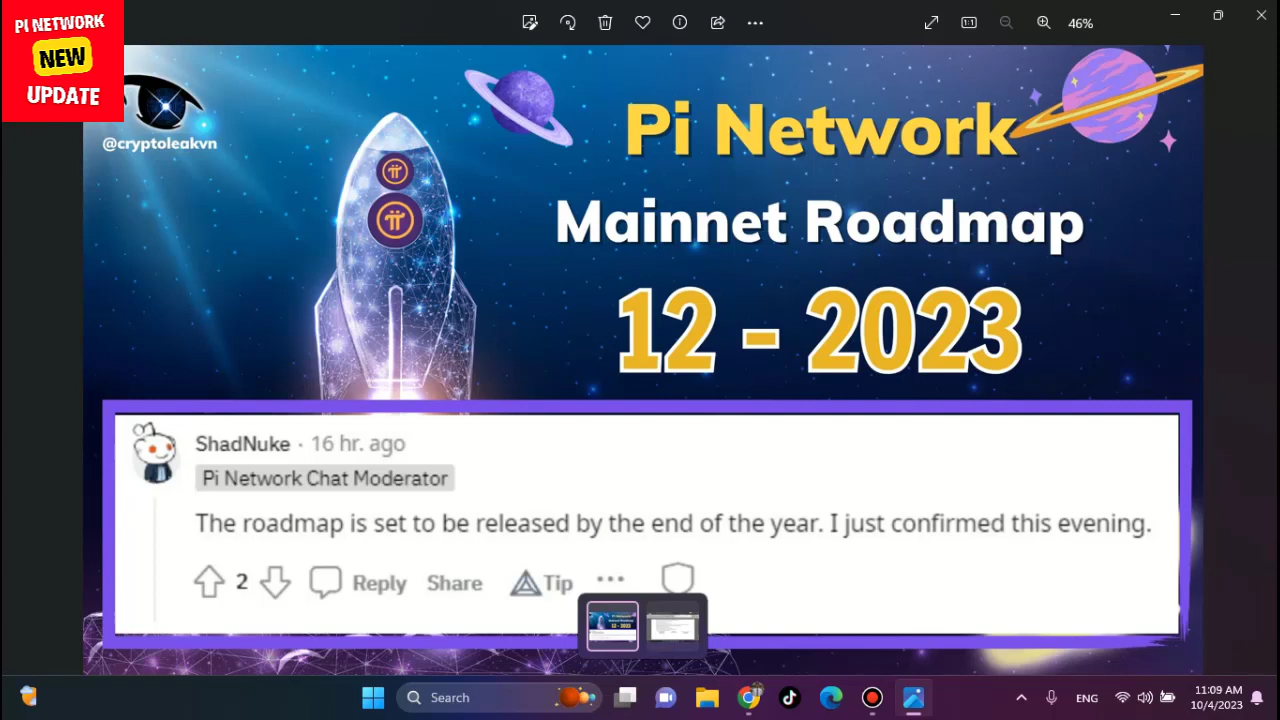 PI NETWORK
NEW
UPDATE
46%
@cryptoleakvn
Pi Network
Mainnet Roadmap
12 - 2023
ShadNuke · 16 hr. ago
Pi Network Chat Moderator
The roadmap is set to be released by the end of the year. I just confirmed this evening.
2 Reply Share Tip ···
Search
ENG
11:09 AM
10/4/2023